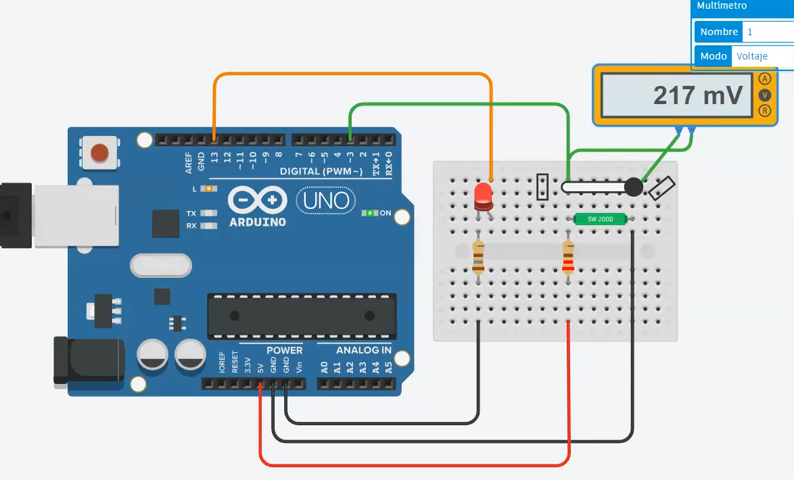 Multímetro
Nombre 1
Modo Voltaje
217 mV
A
V
R
AREF
GND
13
12
~11
~10
~9
8
7
~6
~5
4
~3
2
TX→1
RX←0
DIGITAL (PWM~)
L
TX
RX
UNO
ARDUINO
ON
SW 200D
POWER
ANALOG IN
IOREF
RESET
3.3V
5V
GND
GND
Vin
A0
A1
A2
A3
A4
A5